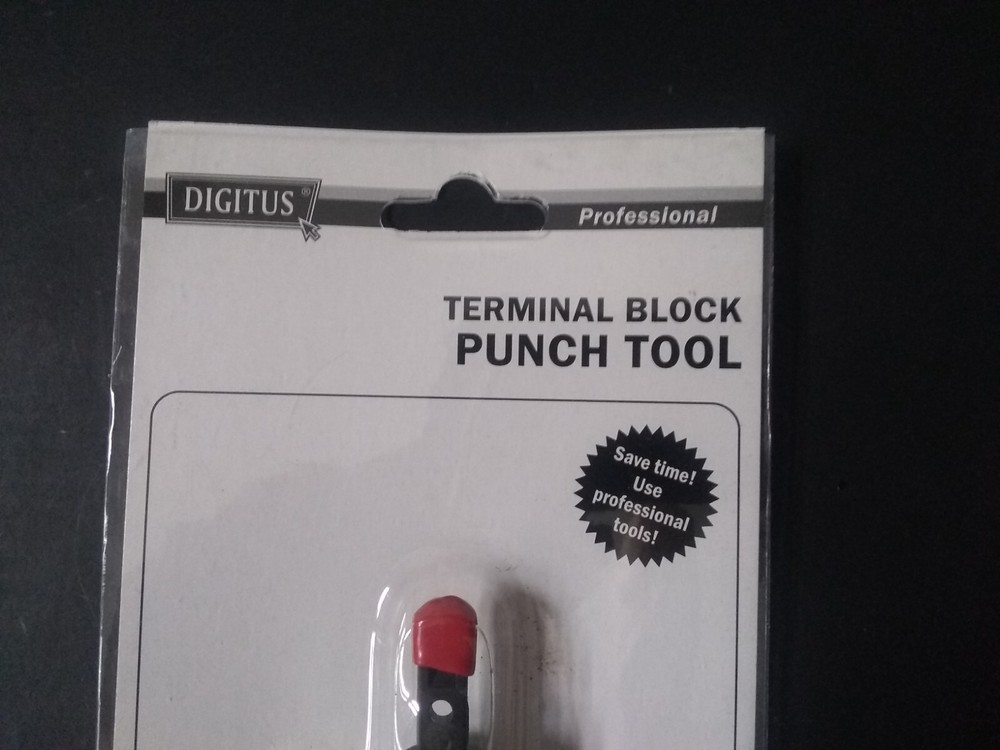 DIGITUS®
Professional
TERMINAL BLOCK
PUNCH TOOL
Save time!
Use
professional
tools!